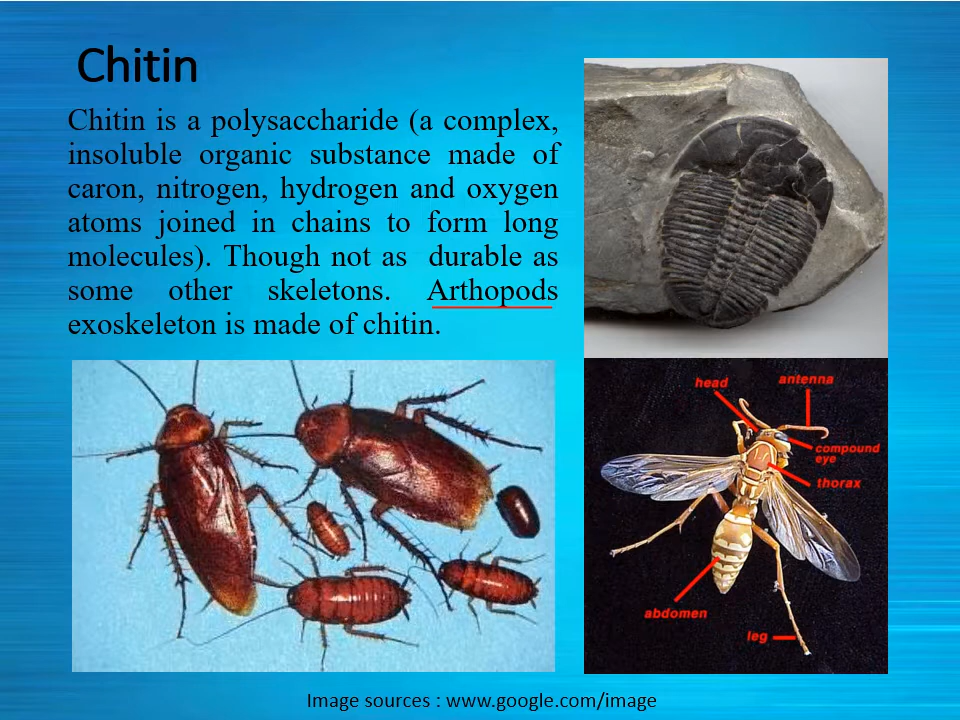 Chitin
Chitin is a polysaccharide (a complex,
insoluble organic substance made of
caron, nitrogen, hydrogen and oxygen
atoms joined in chains to form long
molecules). Though not as durable as
some other skeletons. Arthopods
exoskeleton is made of chitin.
head
antenna
compound
eye
thorax
abdomen
leg
Image sources : www.google.com/image